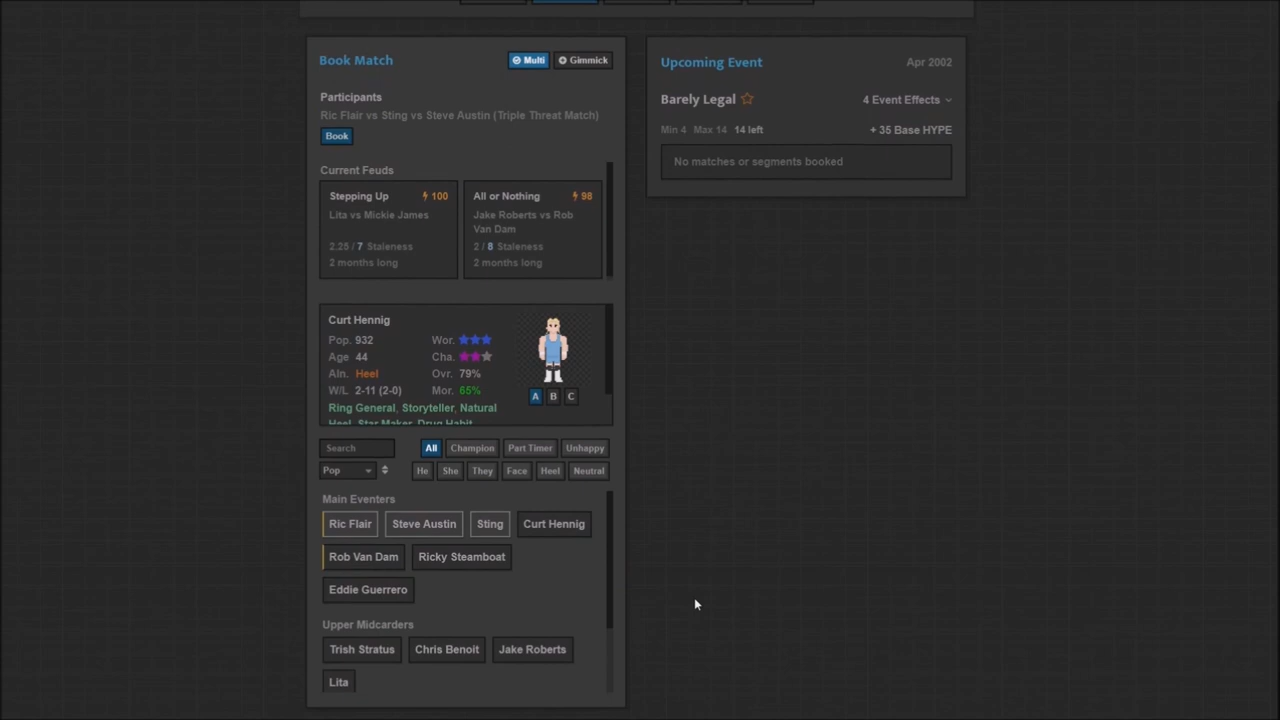 Book Match
Multi
Gimmick
Participants
Ric Flair vs Sting vs Steve Austin (Triple Threat Match)
Book
Current Feuds
Stepping Up 100
Lita vs Mickie James
2.25 / 7 Staleness
2 months long
All or Nothing 98
Jake Roberts vs Rob
Van Dam
2 / 8 Staleness
2 months long
Curt Hennig
Pop. 932
Wor.
Age 44
Cha.
Aln. Heel
Ovr. 79%
W/L 2-11 (2-0)
Mor. 65%
A B C
Ring General, Storyteller, Natural
Heel, Star Maker, Drug Habit
Search
All Champion Part Timer Unhappy
Pop
He She They Face Heel Neutral
Main Eventers
Ric Flair Steve Austin Sting Curt Hennig
Rob Van Dam Ricky Steamboat
Eddie Guerrero
Upper Midcarders
Trish Stratus Chris Benoit Jake Roberts
Lita
Upcoming Event Apr 2002
Barely Legal 4 Event Effects
Min 4 Max 14 14 left + 35 Base HYPE
No matches or segments booked